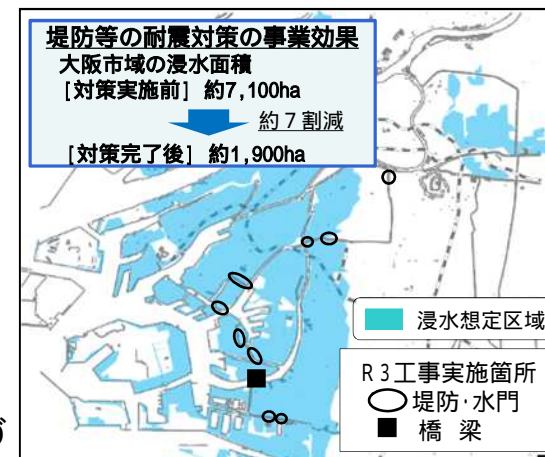 堤防等の耐震対策の事業効果
大阪市域の浸水面積
[対策実施前] 約7,100ha
約7割減
[対策完了後] 約1,900ha
浸水想定区域
R3工事実施箇所
堤防・水門
橋 梁